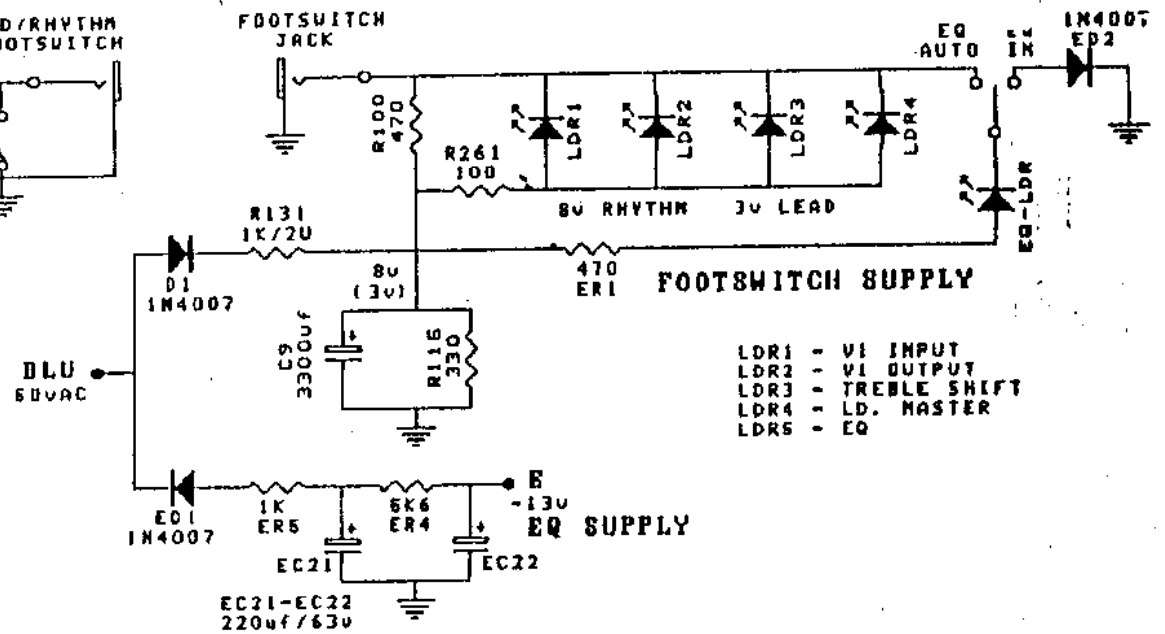 D/RHYTHM
OOTSWITCH
FOOTSWITCH
JACK
R100
470
LDR1
LDR2
LDR3
LDR4
EQ
AUTO
IN
1N4007
ED2
R261
100
8v RHYTHM
3v LEAD
EQ-LDR
R131
1K/2W
D1
1N4007
8v
(3v)
470
ER1
FOOTSWITCH SUPPLY
C9
3300uf
+
R116
330
BLU
60VAC
LDR1 - V1 INPUT
LDR2 - V1 OUTPUT
LDR3 - TREBLE SHIFT
LDR4 - LD. MASTER
LDR5 - EQ
ED1
1N4007
1K
ER5
6K6
ER4
E
-13v
EQ SUPPLY
+
EC21
+
EC22
EC21-EC22
220uf/63v